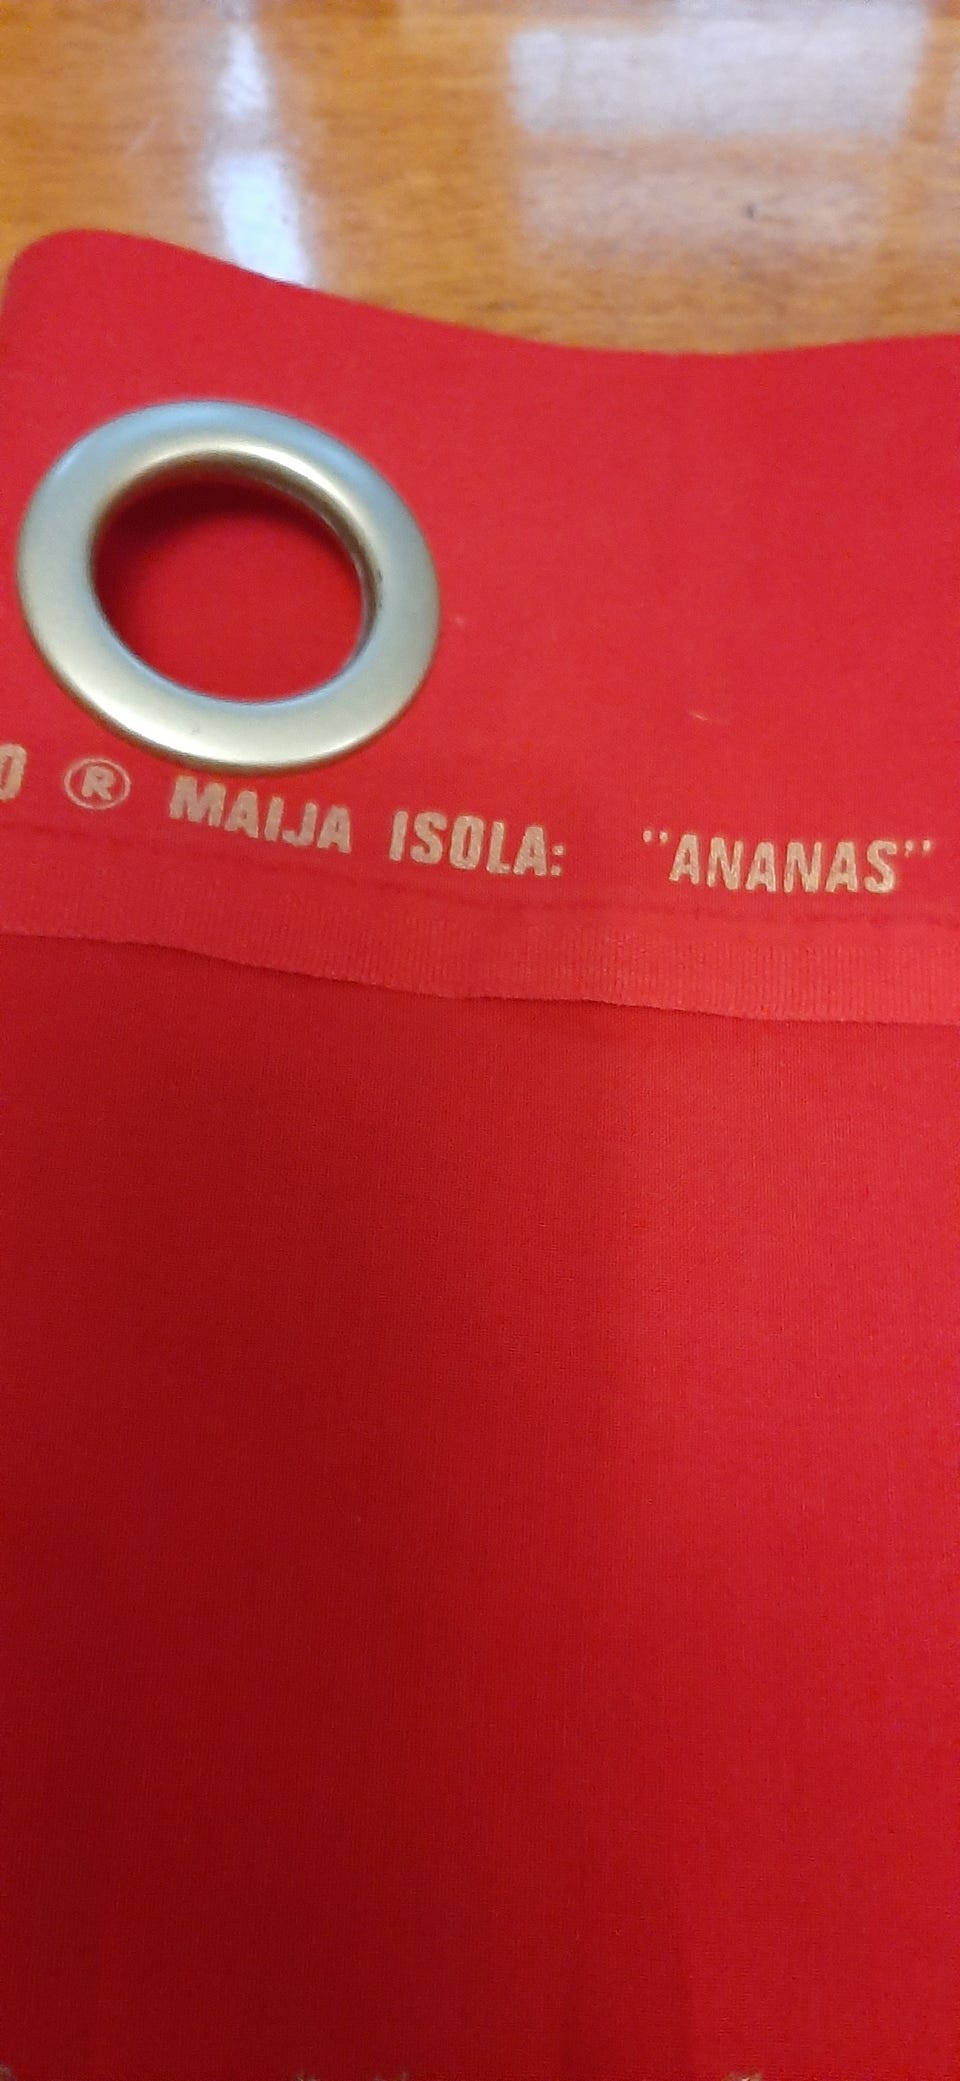 O ® MAIJA ISOLA: "ANANAS"